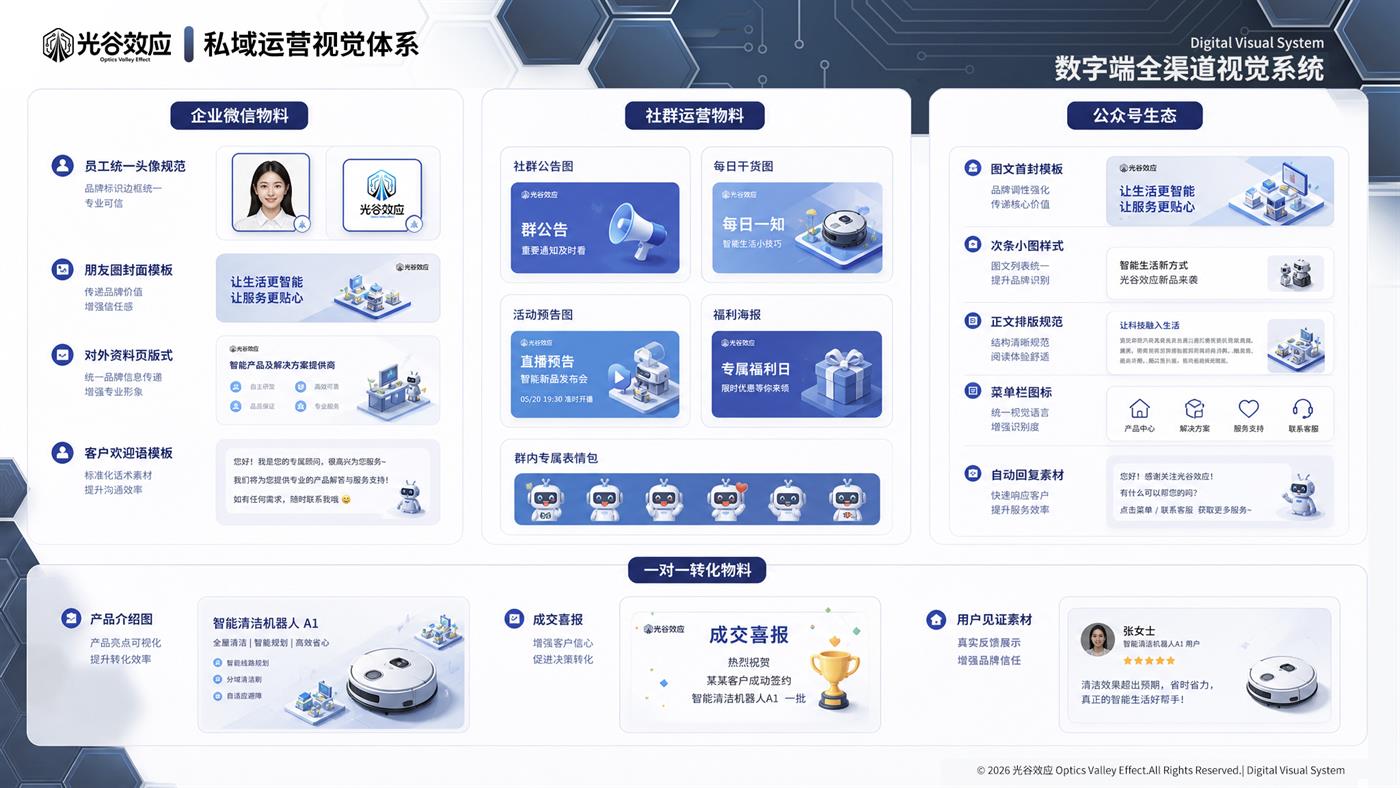 光谷效应
Optics Valley Effect
私域运营视觉体系
Digital Visual System
数字端全渠道视觉系统
企业微信物料
员工统一头像规范
品牌标识边框统一
专业可信
光谷效应
朋友圈封面模板
传递品牌价值
增强信任感
光谷效应
让生活更智能
让服务更贴心
对外资料页版式
统一品牌信息传递
增强专业形象
光谷效应
智能产品及解决方案提供商
自主研发
高效可靠
品质保证
专业服务
客户欢迎语模板
标准化话术素材
提升沟通效率
您好！我是您的专属顾问，很高兴为您服务~
我们将为您提供专业的产品解答与服务支持！
如有任何需求，随时联系我哦 😄
社群运营物料
社群公告图
光谷效应
群公告
重要通知及时看
每日干货图
光谷效应
每日一知
智能生活小技巧
活动预告图
光谷效应
直播预告
智能新品发布会
05/20 19:30 准时开播
福利海报
光谷效应
专属福利日
限时优惠等你来领
群内专属表情包
公众号生态
图文首封模板
品牌调性强化
传递核心价值
光谷效应
让生活更智能
让服务更贴心
次条小图样式
图文列表统一
提升品牌识别
智能生活新方式
光谷效应新品来袭
正文排版规范
结构清晰规范
阅读体验舒适
让科技融入生活
菜单栏图标
统一视觉语言
增强识别度
产品中心
解决方案
服务支持
联系客服
自动回复素材
快速响应客户
提升服务效率
您好！感谢关注光谷效应！
有什么可以帮您的吗？
点击菜单 / 联系客服 获取更多服务~
一对一转化物料
产品介绍图
产品亮点可视化
提升转化效率
智能清洁机器人 A1
全屋清洁 | 智能规划 | 高效省心
智能线路规划
分域清洁刷
自适应避障
成交喜报
增强客户信心
促进决策转化
光谷效应
成交喜报
热烈祝贺
某某客户成动签约
智能清洁机器人A1 一批
用户见证素材
真实反馈展示
增强品牌信任
张女士
智能清洁机器人A1 用户
清洁效果超出预期，省时省力，
真正的智能生活好帮手！
© 2026 光谷效应 Optics Valley Effect.All Rights Reserved.| Digital Visual System